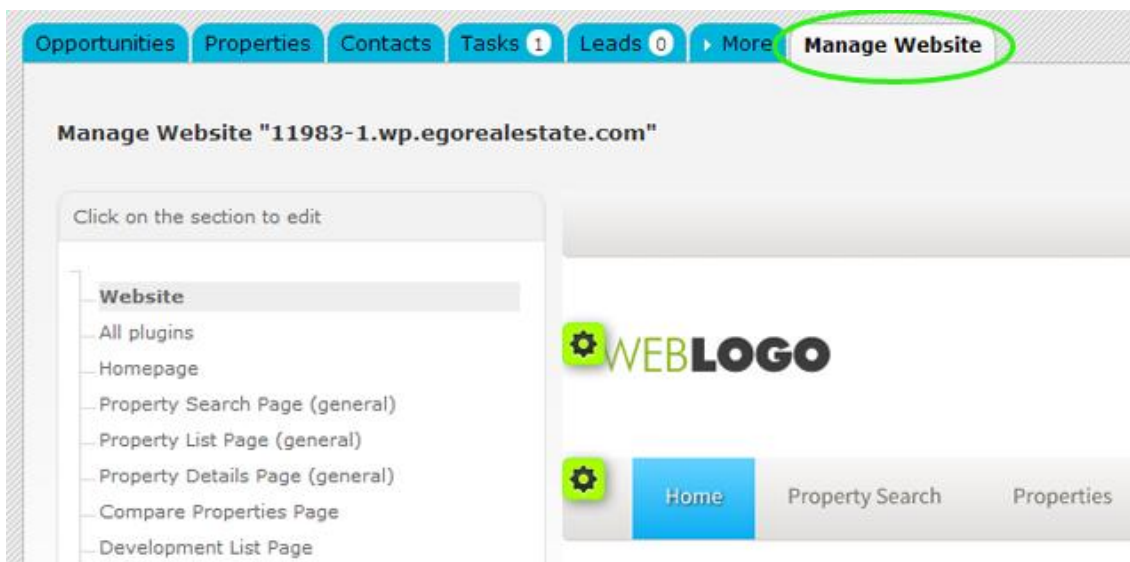 Opportunities Properties Contacts Tasks 1 Leads 0 More Manage Website
Manage Website "11983-1.wp.egorealestate.com"
Click on the section to edit
Website
All plugins
Homepage
Property Search Page (general)
Property List Page (general)
Property Details Page (general)
Compare Properties Page
Development List Page
WEBLOGO
Home Property Search Properties